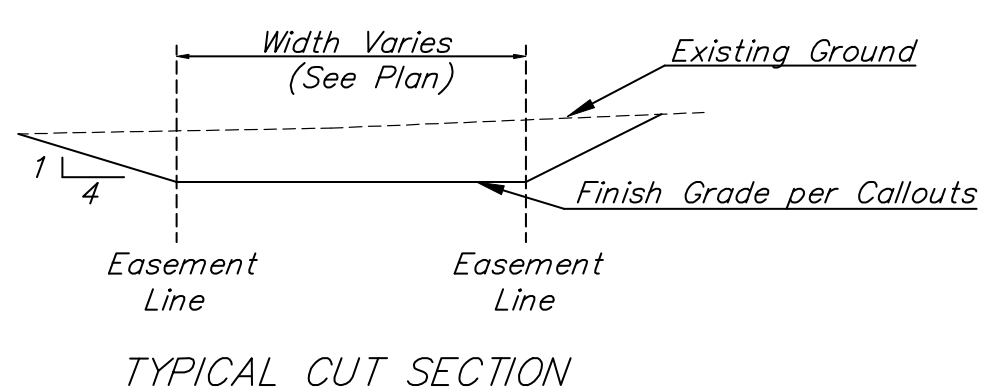 Width Varies
(See Plan)
Existing Ground
1
4
Finish Grade per Callouts
Easement
Line
Easement
Line
TYPICAL CUT SECTION